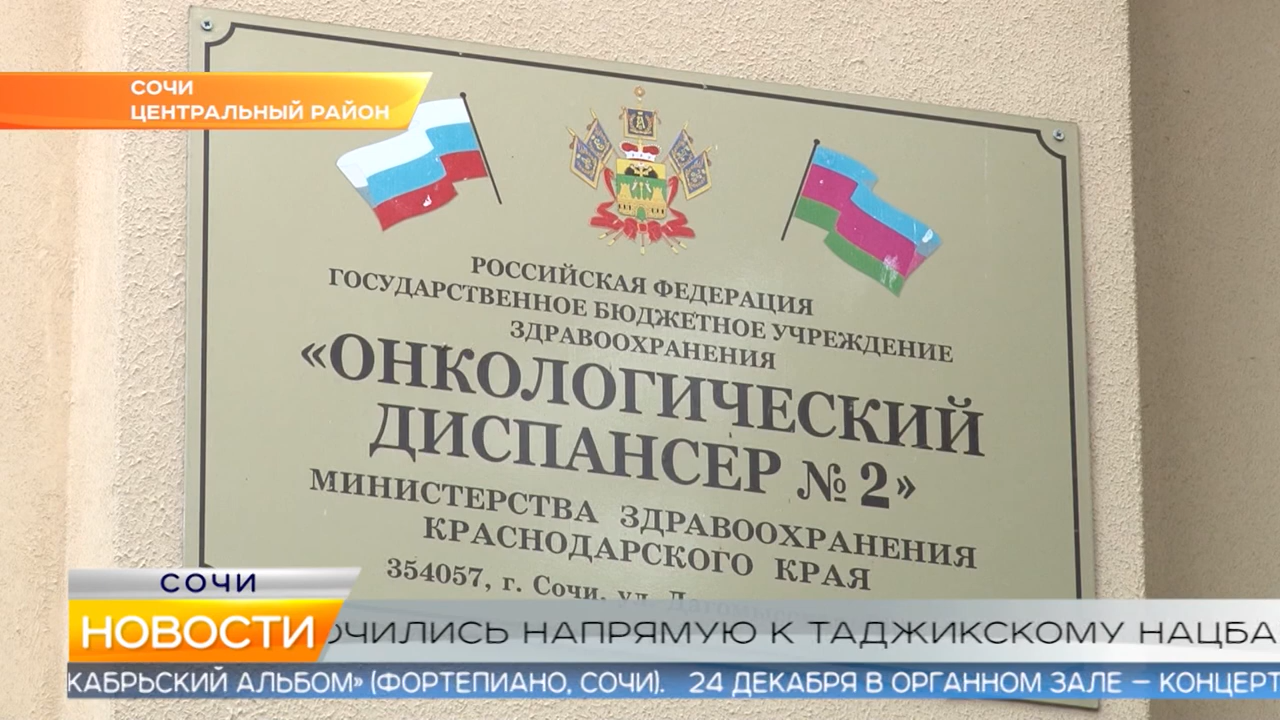 СОЧИ
ЦЕНТРАЛЬНЫЙ РАЙОН
РОССИЙСКАЯ ФЕДЕРАЦИЯ
ГОСУДАРСТВЕННОЕ БЮДЖЕТНОЕ УЧРЕЖДЕНИЕ
ЗДРАВООХРАНЕНИЯ
«ОНКОЛОГИЧЕСКИЙ
ДИСПАНСЕР № 2»
МИНИСТЕРСТВА ЗДРАВООХРАНЕНИЯ
КРАСНОДАРСКОГО КРАЯ
354057, г. Сочи, ул.
СОЧИ
НОВОСТИ
ОЧИЛИСЬ НАПРЯМУЮ К ТАДЖИКСКОМУ НАЦБА
КАБРЬСКИЙ АЛЬБОМ» (ФОРТЕПИАНО, СОЧИ). 24 ДЕКАБРЯ В ОРГАННОМ ЗАЛЕ – КОНЦЕРТ